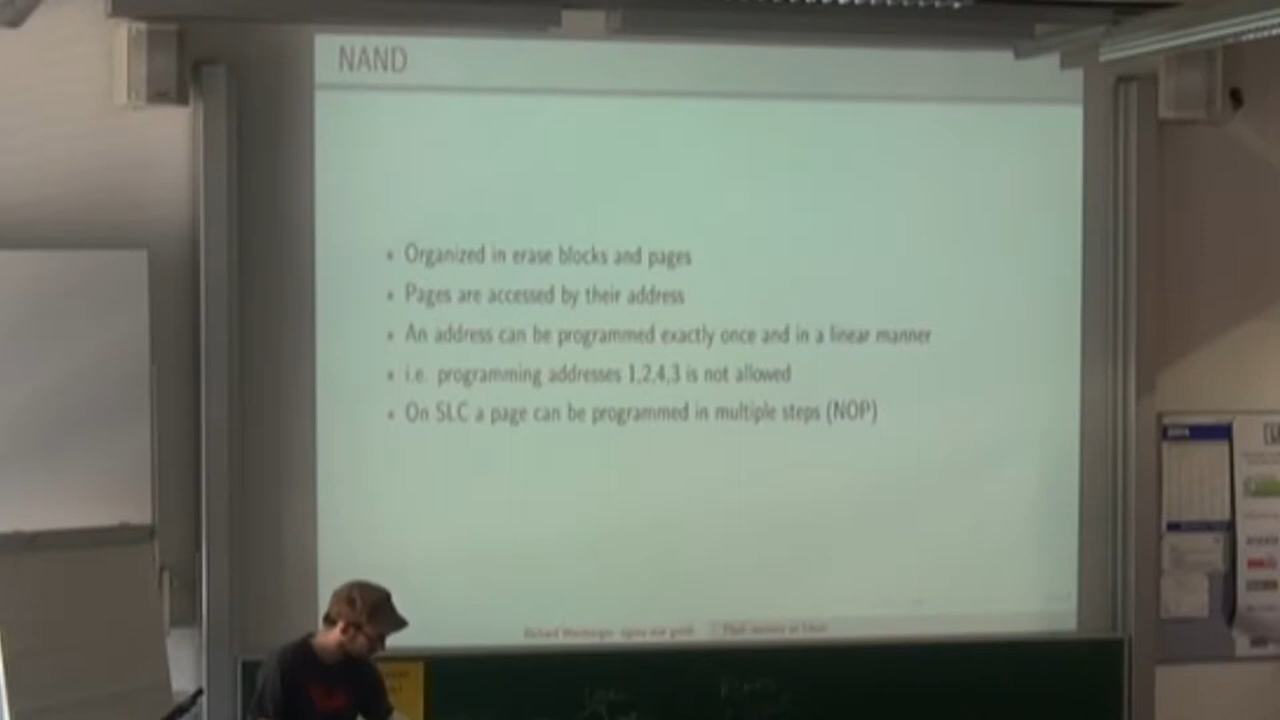 NAND
• Organized in erase blocks and pages
• Pages are accessed by their address
• An address can be programmed exactly once and in a linear manner
• i.e. programming addresses 1,2,4,3 is not allowed
• On SLC a page can be programmed in multiple steps (NOP)
Richard